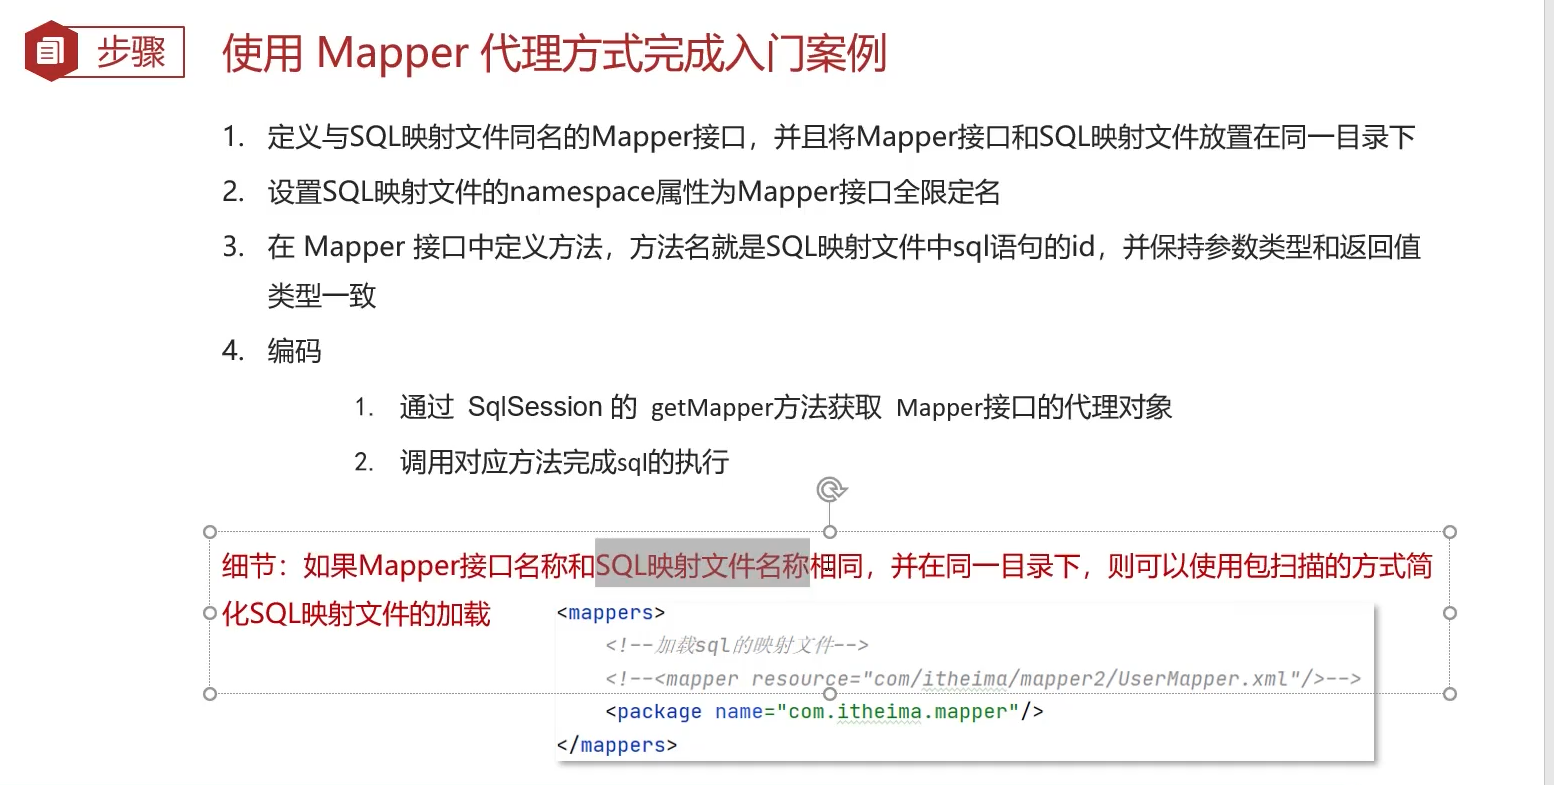 步骤 使用 Mapper 代理方式完成入门案例
1. 定义与SQL映射文件同名的Mapper接口，并且将Mapper接口和SQL映射文件放置在同一目录下
2. 设置SQL映射文件的namespace属性为Mapper接口全限定名
3. 在 Mapper 接口中定义方法，方法名就是SQL映射文件中sql语句的id，并保持参数类型和返回值
类型一致
4. 编码
1. 通过 SqlSession 的 getMapper方法获取 Mapper接口的代理对象
2. 调用对应方法完成sql的执行
细节：如果Mapper接口名称和SQL映射文件名称相同，并在同一目录下，则可以使用包扫描的方式简
化SQL映射文件的加载
<mappers>
<!--加载sql的映射文件-->
<!--<mapper resource="com/itheima/mapper2/UserMapper.xml"/>-->
<package name="com.itheima.mapper"/>
</mappers>